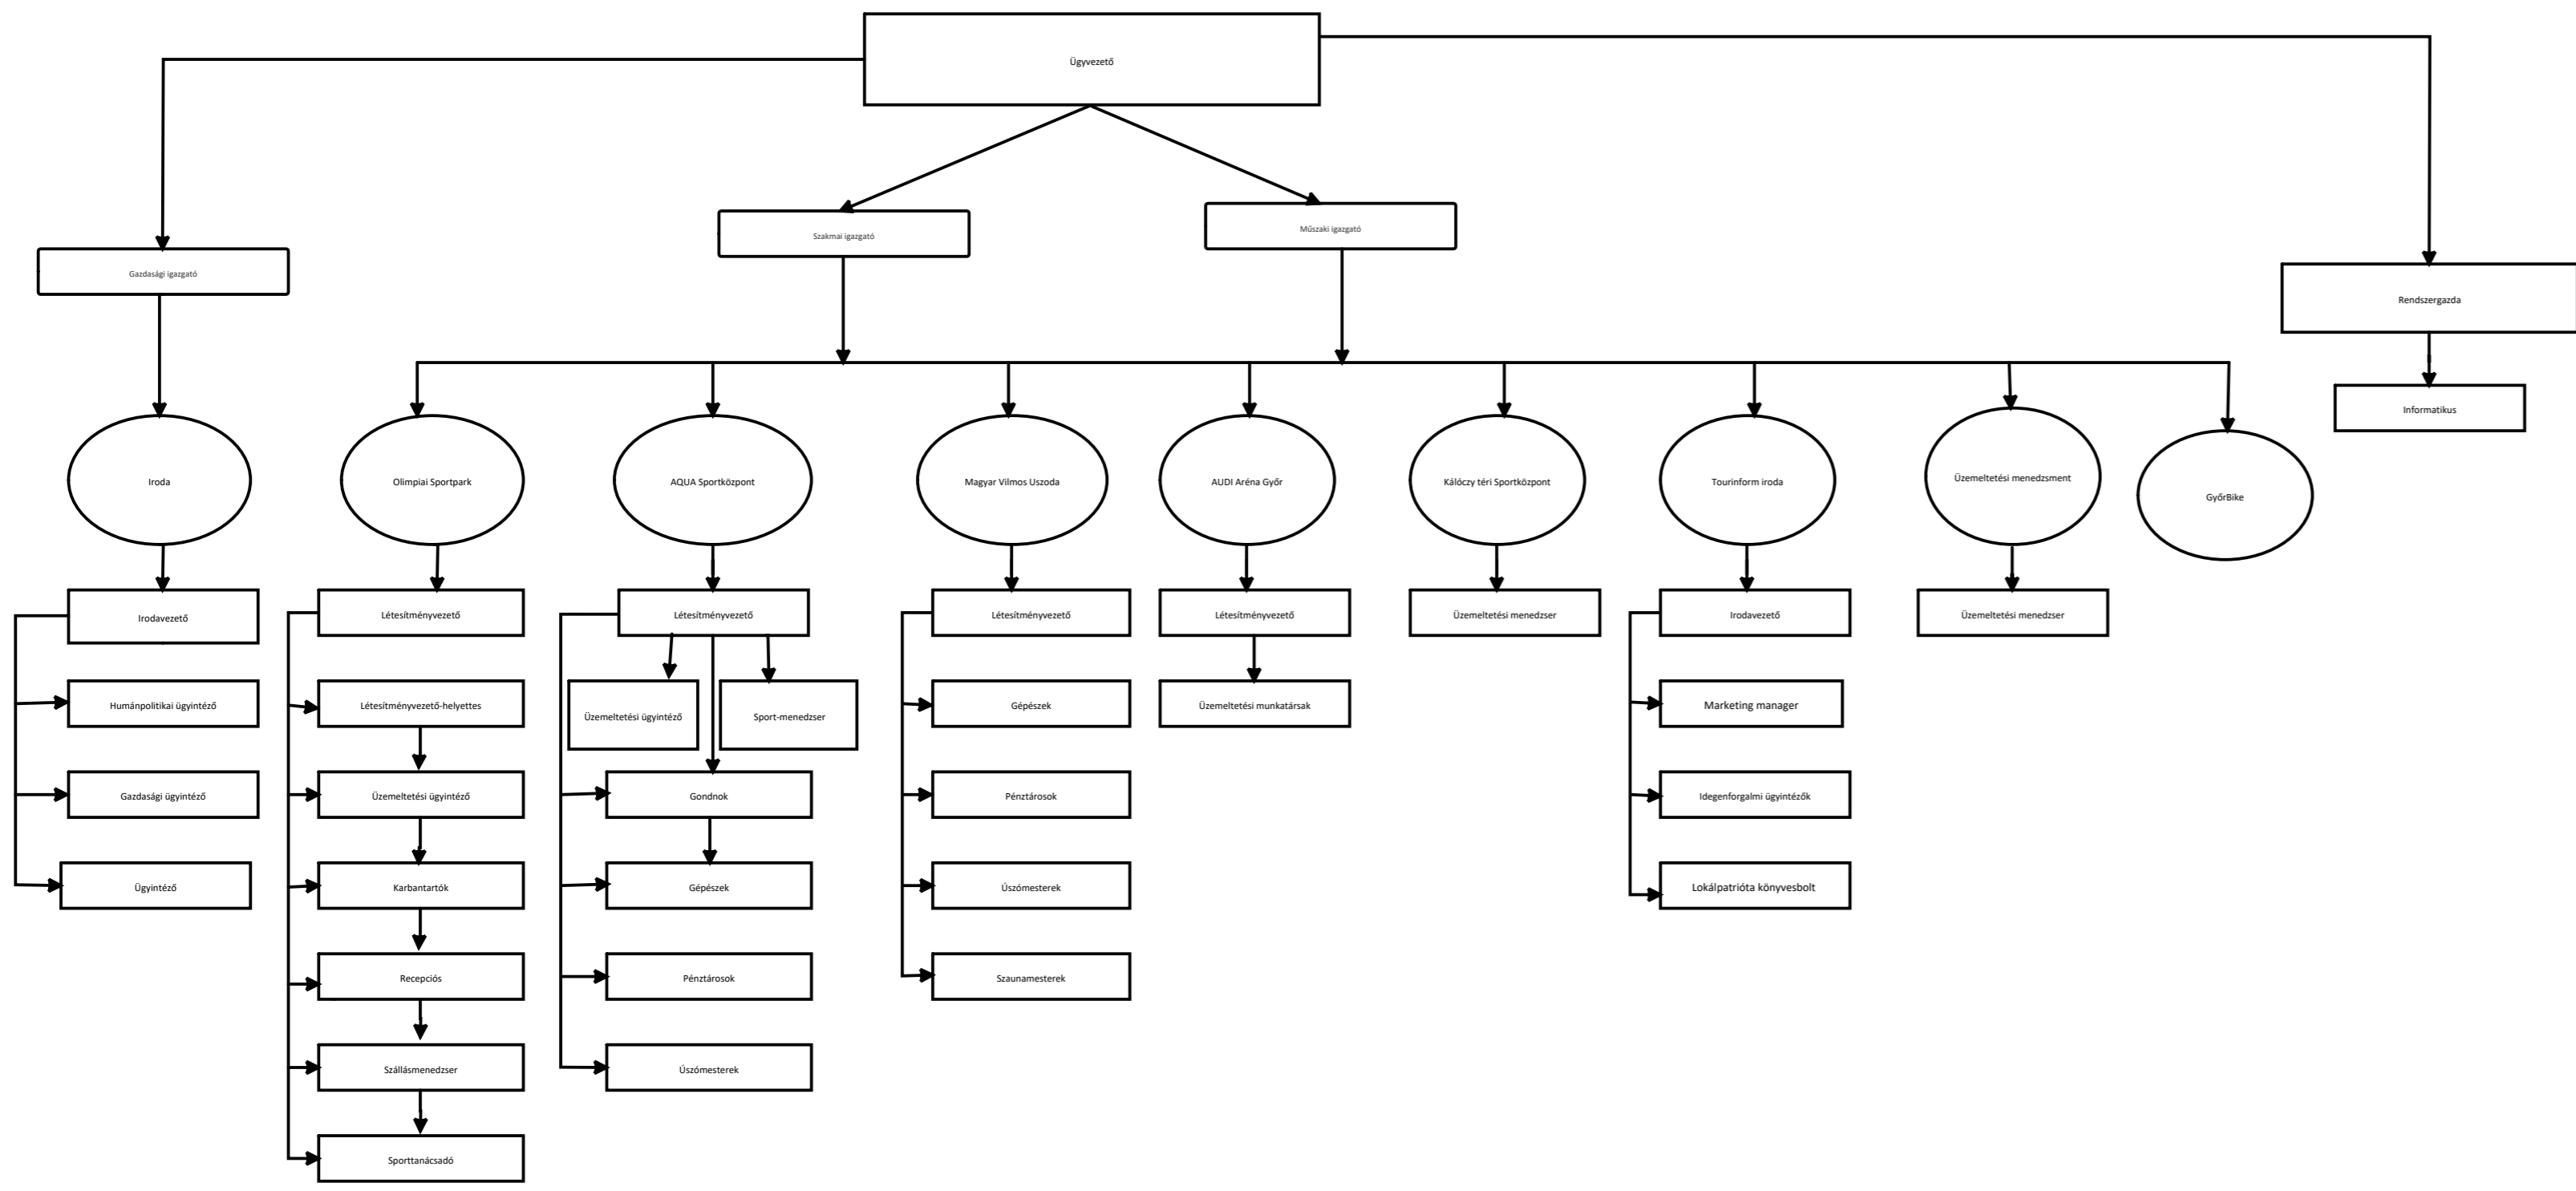 Ügyvezető
Szakmai igazgató
Műszaki igazgató
Gazdasági igazgató
Rendszergazda
Informatikus
Iroda
Olimpiai Sportpark
AQUA Sportközpont
Magyar Vilmos Uszoda
AUDI Aréna Győr
Kálóczy téri Sportközpont
Tourinform iroda
Üzemeltetési menedzsment
GyőrBike
Irodavezető
Létesítményvezető
Létesítményvezető
Létesítményvezető
Létesítményvezető
Üzemeltetési menedzser
Irodavezető
Üzemeltetési menedzser
Humánpolitikai ügyintéző
Létesítményvezető-helyettes
Üzemeltetési ügyintéző
Sport-menedzser
Gépészek
Üzemeltetési munkatársak
Marketing manager
Gazdasági ügyintéző
Üzemeltetési ügyintéző
Gondnok
Pénztárosok
Idegenforgalmi ügyintézők
Ügyintéző
Karbantartók
Gépészek
Úszómesterek
Lokálpatrióta könyvesbolt
Recepciós
Pénztárosok
Szaunamesterek
Szállásmenedzser
Úszómesterek
Sporttanácsadó